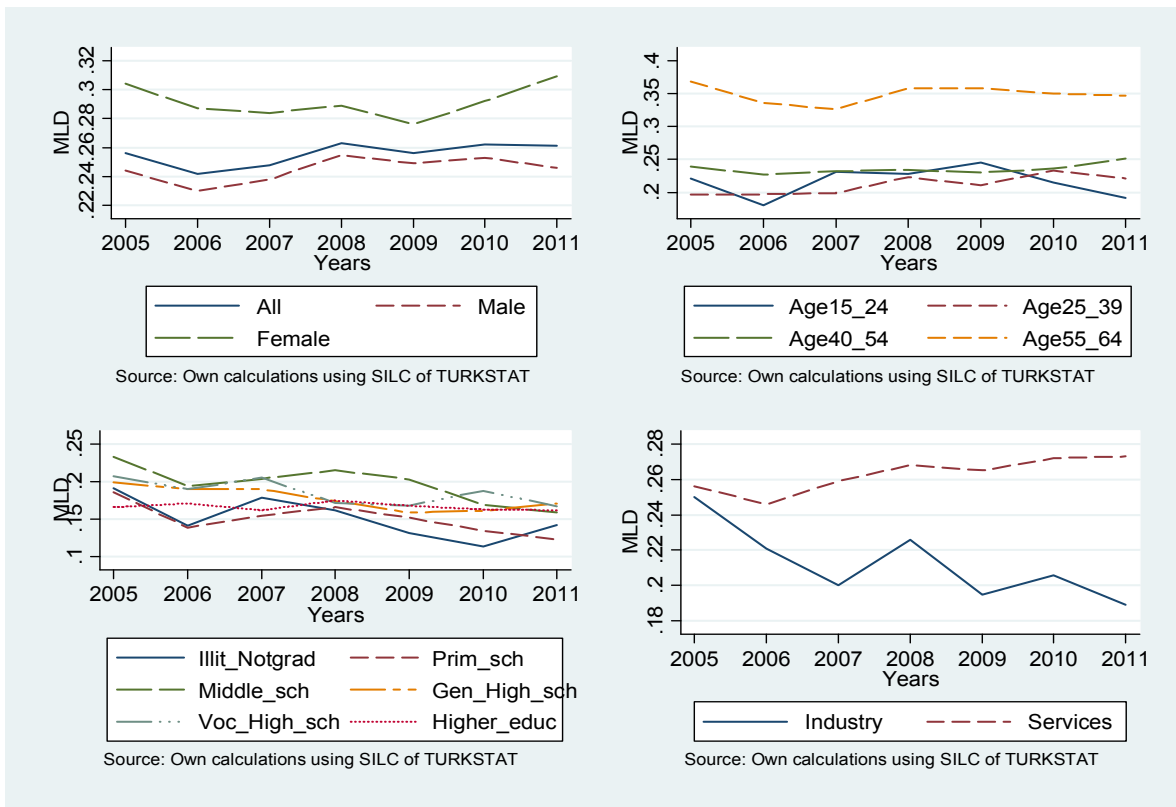 MLD
.22 .24 .26 .28 .3 .32
2005 2006 2007 2008 2009 2010 2011
Years
All Male
Female
Source: Own calculations using SILC of TURKSTAT
MLD
.2 .25 .3 .35 .4
2005 2006 2007 2008 2009 2010 2011
Years
Age15_24 Age25_39
Age40_54 Age55_64
Source: Own calculations using SILC of TURKSTAT
MLD
.1 .15 .2 .25
2005 2006 2007 2008 2009 2010 2011
Years
Illit_Notgrad Prim_sch
Middle_sch Gen_High_sch
Voc_High_sch Higher_educ
Source: Own calculations using SILC of TURKSTAT
MLD
.18 .2 .22 .24 .26 .28
2005 2006 2007 2008 2009 2010 2011
Years
Industry Services
Source: Own calculations using SILC of TURKSTAT